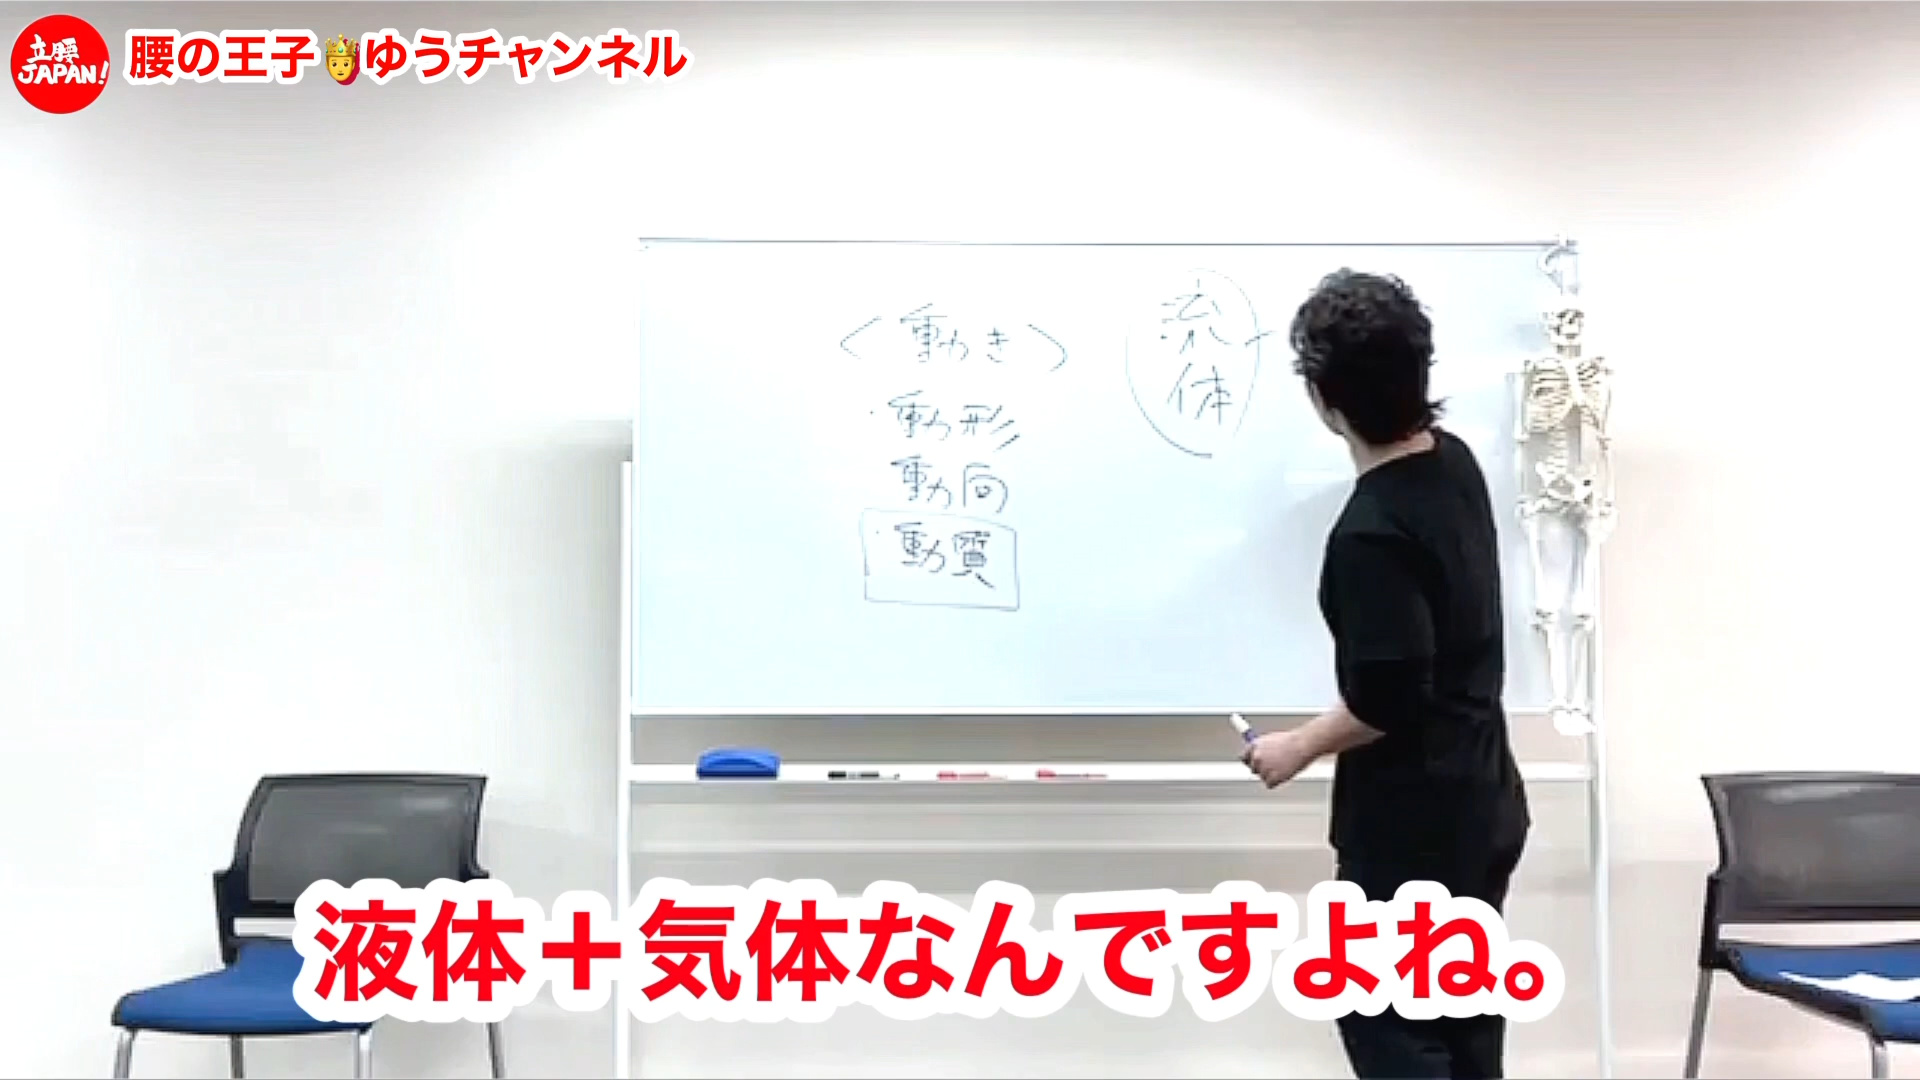 立腰
JAPAN!
腰の王子🤴ゆうチャンネル
〈動き〉
・動形
動向
・動質
流体
液体＋気体なんですよね。